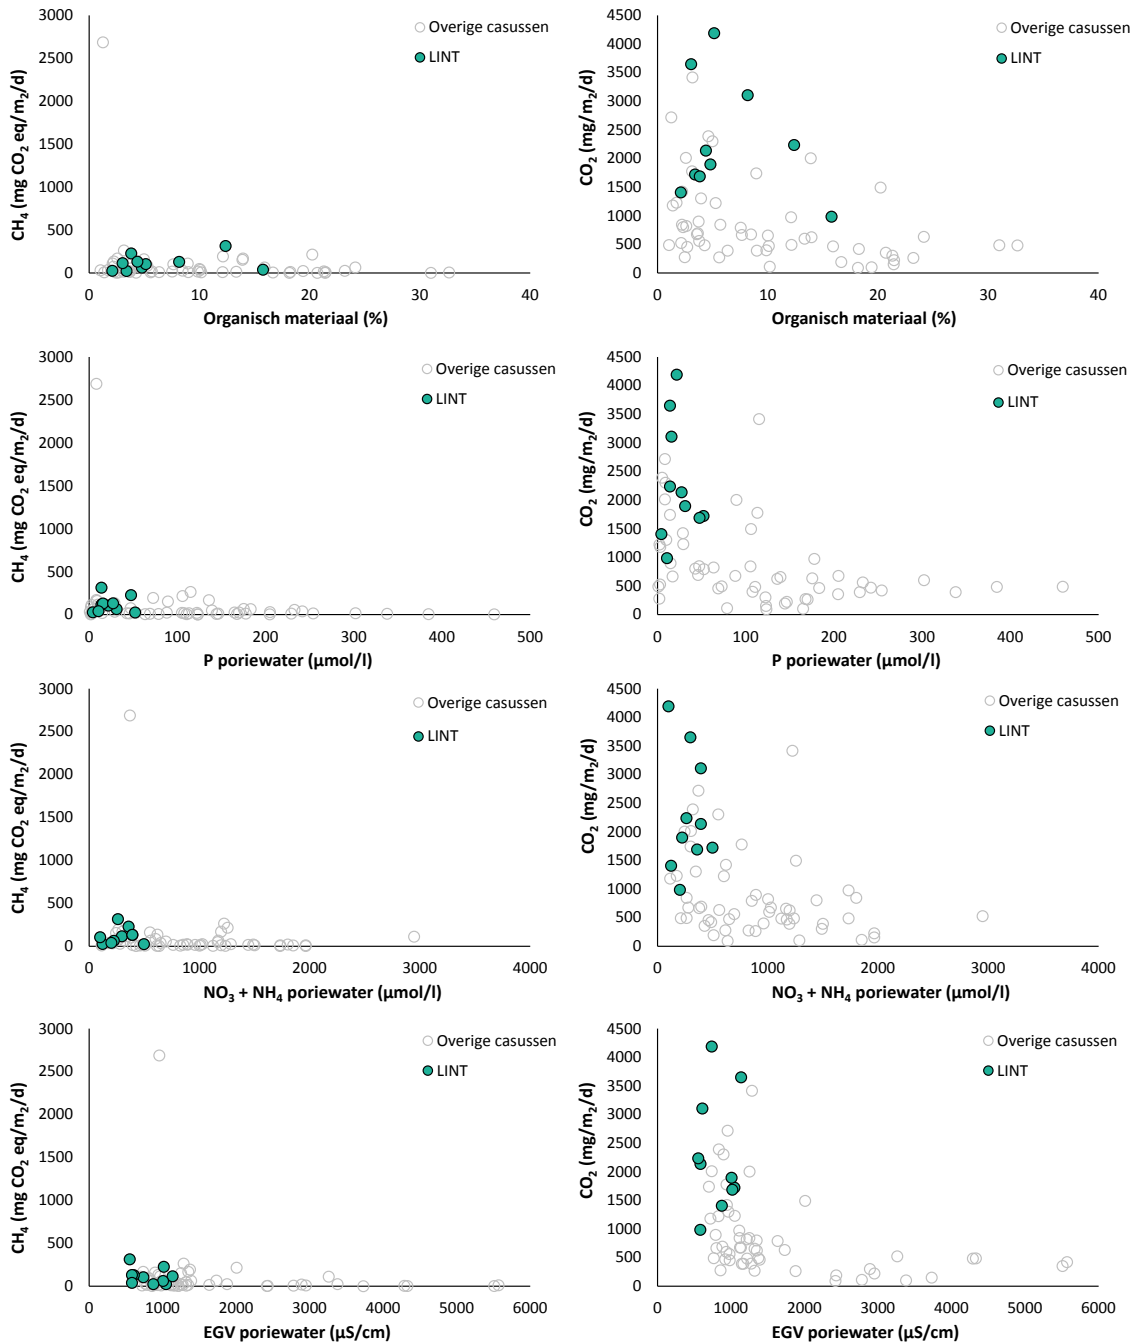 3000
2500
2000
1500
1000
500
0
CH4 (mg CO2 eq/m2/d)
0 10 20 30 40
Organisch materiaal (%)
Overige casussen
LINT
4500
4000
3500
3000
2500
2000
1500
1000
500
0
CO2 (mg/m2/d)
0 10 20 30 40
Organisch materiaal (%)
Overige casussen
LINT
3000
2500
2000
1500
1000
500
0
CH4 (mg CO2 eq/m2/d)
0 100 200 300 400 500
P poriewater (µmol/l)
Overige casussen
LINT
4500
4000
3500
3000
2500
2000
1500
1000
500
0
CO2 (mg/m2/d)
0 100 200 300 400 500
P poriewater (µmol/l)
Overige casussen
LINT
3000
2500
2000
1500
1000
500
0
CH4 (mg CO2 eq/m2/d)
0 1000 2000 3000 4000
NO3 + NH4 poriewater (µmol/l)
Overige casussen
LINT
4500
4000
3500
3000
2500
2000
1500
1000
500
0
CO2 (mg/m2/d)
0 1000 2000 3000 4000
NO3 + NH4 poriewater (µmol/l)
Overige casussen
LINT
3000
2500
2000
1500
1000
500
0
CH4 (mg CO2 eq/m2/d)
0 1000 2000 3000 4000 5000 6000
EGV poriewater (µS/cm)
Overige casussen
LINT
4500
4000
3500
3000
2500
2000
1500
1000
500
0
CO2 (mg/m2/d)
0 1000 2000 3000 4000 5000 6000
EGV poriewater (µS/cm)
Overige casussen
LINT